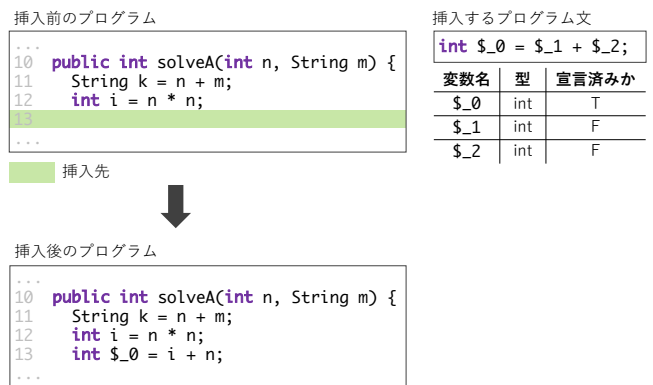 挿入前のプログラム
...
10 public int solveA(int n, String m) {
11 String k = n + m;
12 int i = n * n;
13
...
挿入先
挿入するプログラム文
int $_0 = $_1 + $_2;
変数名 型 宣言済みか
$_0 int T
$_1 int F
$_2 int F
挿入後のプログラム
...
10 public int solveA(int n, String m) {
11 String k = n + m;
12 int i = n * n;
13 int $_0 = i + n;
...